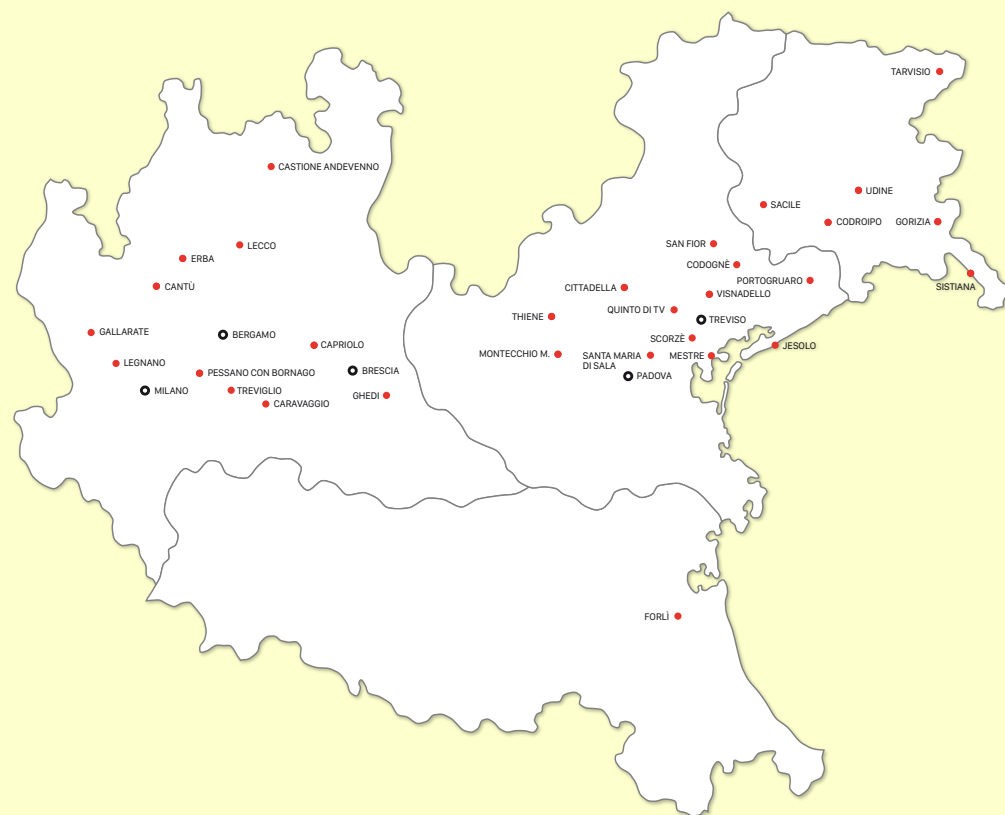 TARVISIO
CASTIONE ANDEVENNO
UDINE
SACILE
CODROIPO
GORIZIA
LECCO
SAN FIOR
ERBA
CODOGNÈ
PORTOGRUARO
SISTIANA
CANTÙ
CITTADELLA
VISNADELLO
QUINTO DI TV
THIENE
TREVISO
GALLARATE
BERGAMO
SCORZÈ
CAPRIOLO
JESOLO
MONTECCHIO M.
SANTA MARIA
DI SALA
MESTRE
LEGNANO
PESSANO CON BORNAGO
BRESCIA
PADOVA
MILANO
TREVIGLIO
GHEDI
CARAVAGGIO
FORLÌ